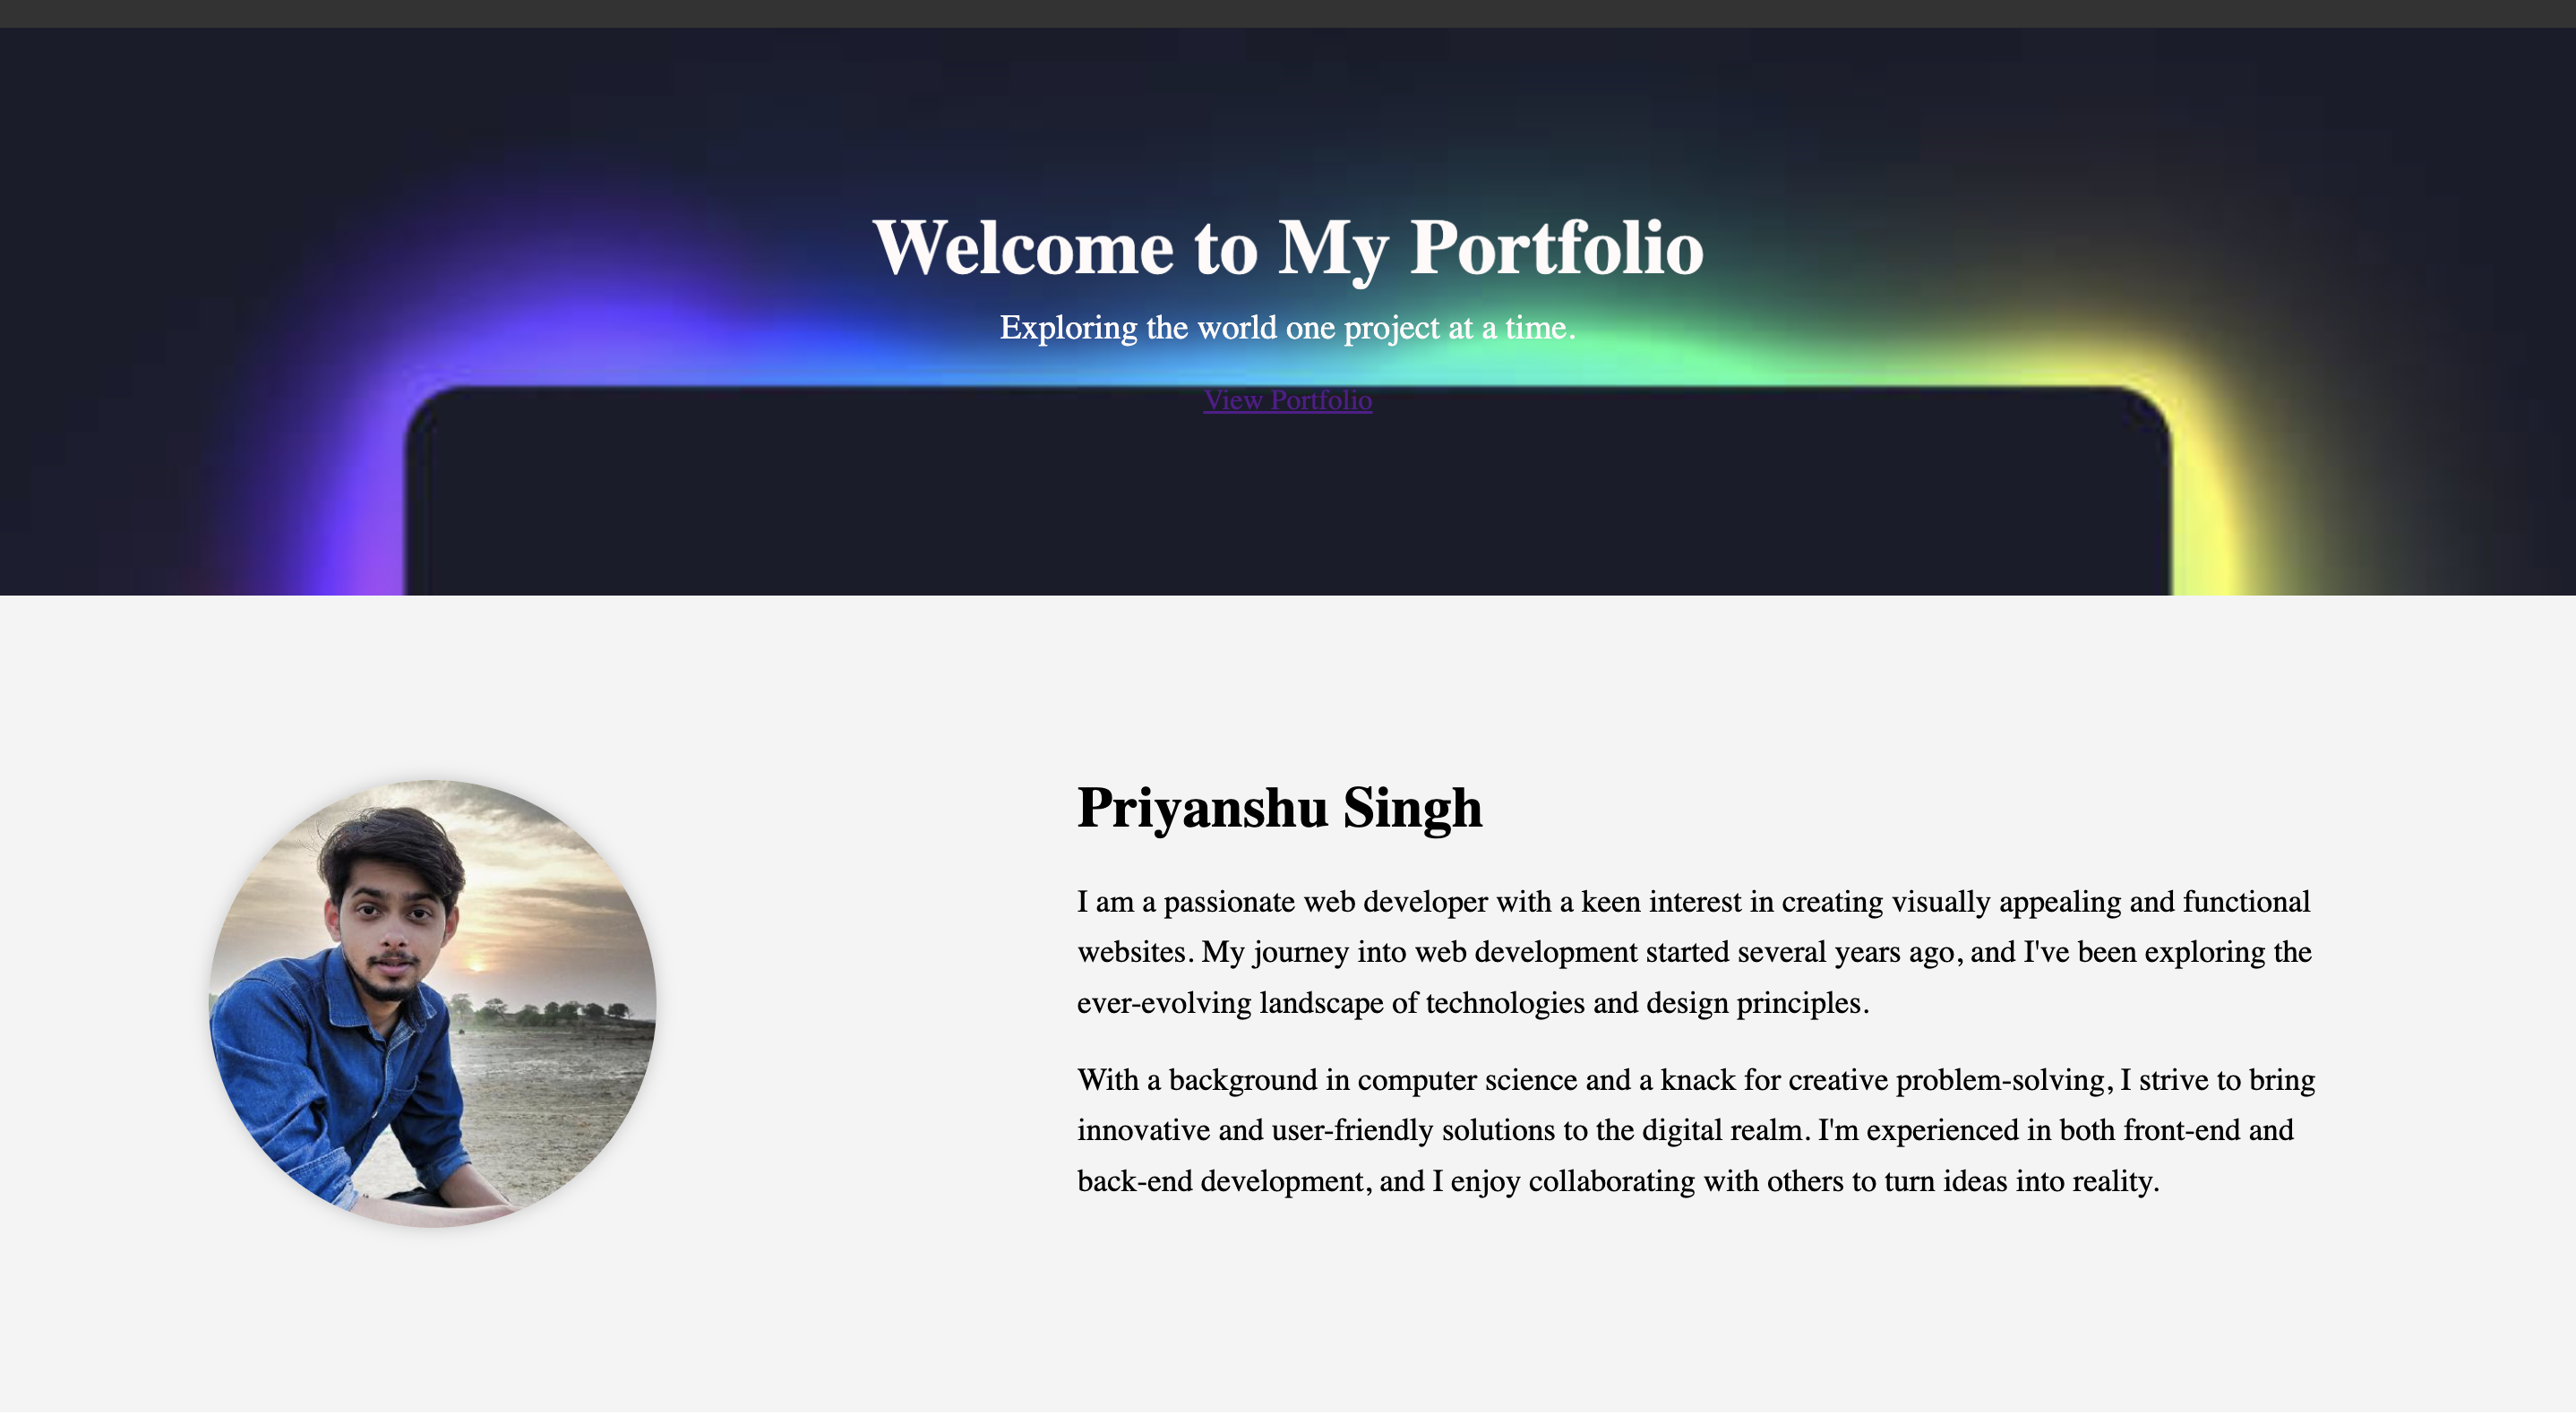 Welcome to My Portfolio
Exploring the world one project at a time.
View Portfolio
Priyanshu Singh
I am a passionate web developer with a keen interest in creating visually appealing and functional
websites. My journey into web development started several years ago, and I've been exploring the
ever-evolving landscape of technologies and design principles.
With a background in computer science and a knack for creative problem-solving, I strive to bring
innovative and user-friendly solutions to the digital realm. I'm experienced in both front-end and
back-end development, and I enjoy collaborating with others to turn ideas into reality.